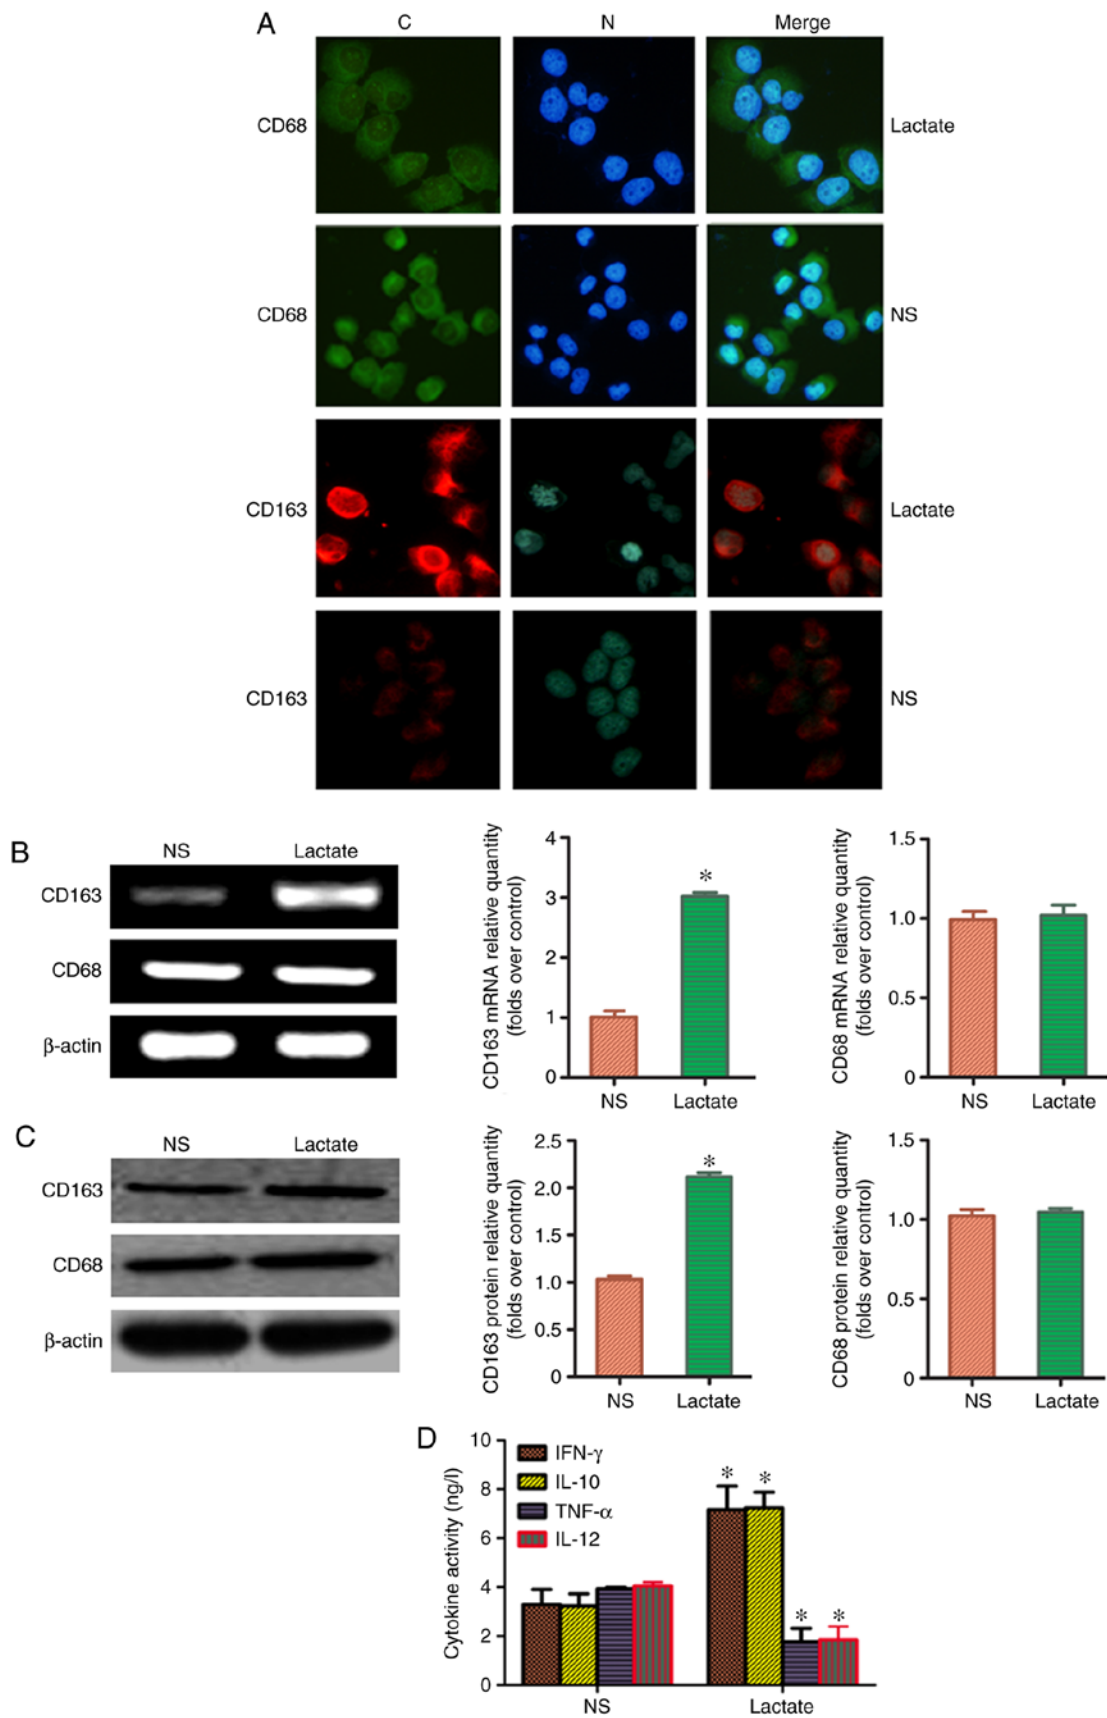 A
C N Merge
CD68 Lactate
CD68 NS
CD163 Lactate
CD163 NS
B
NS Lactate
CD163
CD68
β-actin
CD163 mRNA relative quantity
(folds over control)
4
3
2
1
0
*
NS Lactate
CD68 mRNA relative quantity
(folds over control)
1.5
1.0
0.5
0
NS Lactate
C
NS Lactate
CD163
CD68
β-actin
CD163 protein relative quantity
(folds over control)
2.5
2.0
1.5
1.0
0.5
0
*
NS Lactate
CD68 protein relative quantity
(folds over control)
1.5
1.0
0.5
0
NS Lactate
D
Cytokine activity (ng/l)
10
8
6
4
2
0
IFN-γ
IL-10
TNF-α
IL-12
* *
* *
NS Lactate